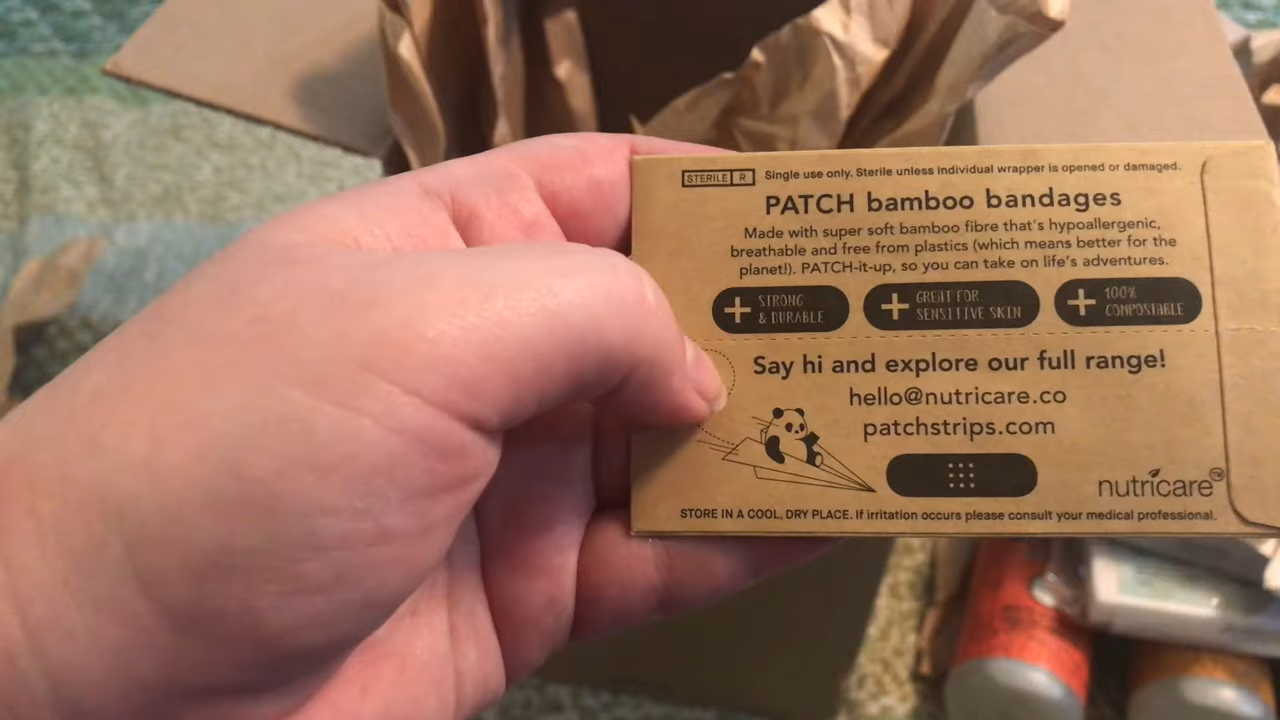 STERILE R Single use only. Sterile unless individual wrapper is opened or damaged.
PATCH bamboo bandages
Made with super soft bamboo fibre that's hypoallergenic,
breathable and free from plastics (which means better for the
planet!). PATCH-it-up, so you can take on life's adventures.
+ STRONG & DURABLE
+ GREAT FOR SENSITIVE SKIN
+ 100% COMPOSTABLE
Say hi and explore our full range!
hello@nutricare.co
patchstrips.com
nutricare™
STORE IN A COOL, DRY PLACE. If irritation occurs please consult your medical professional.